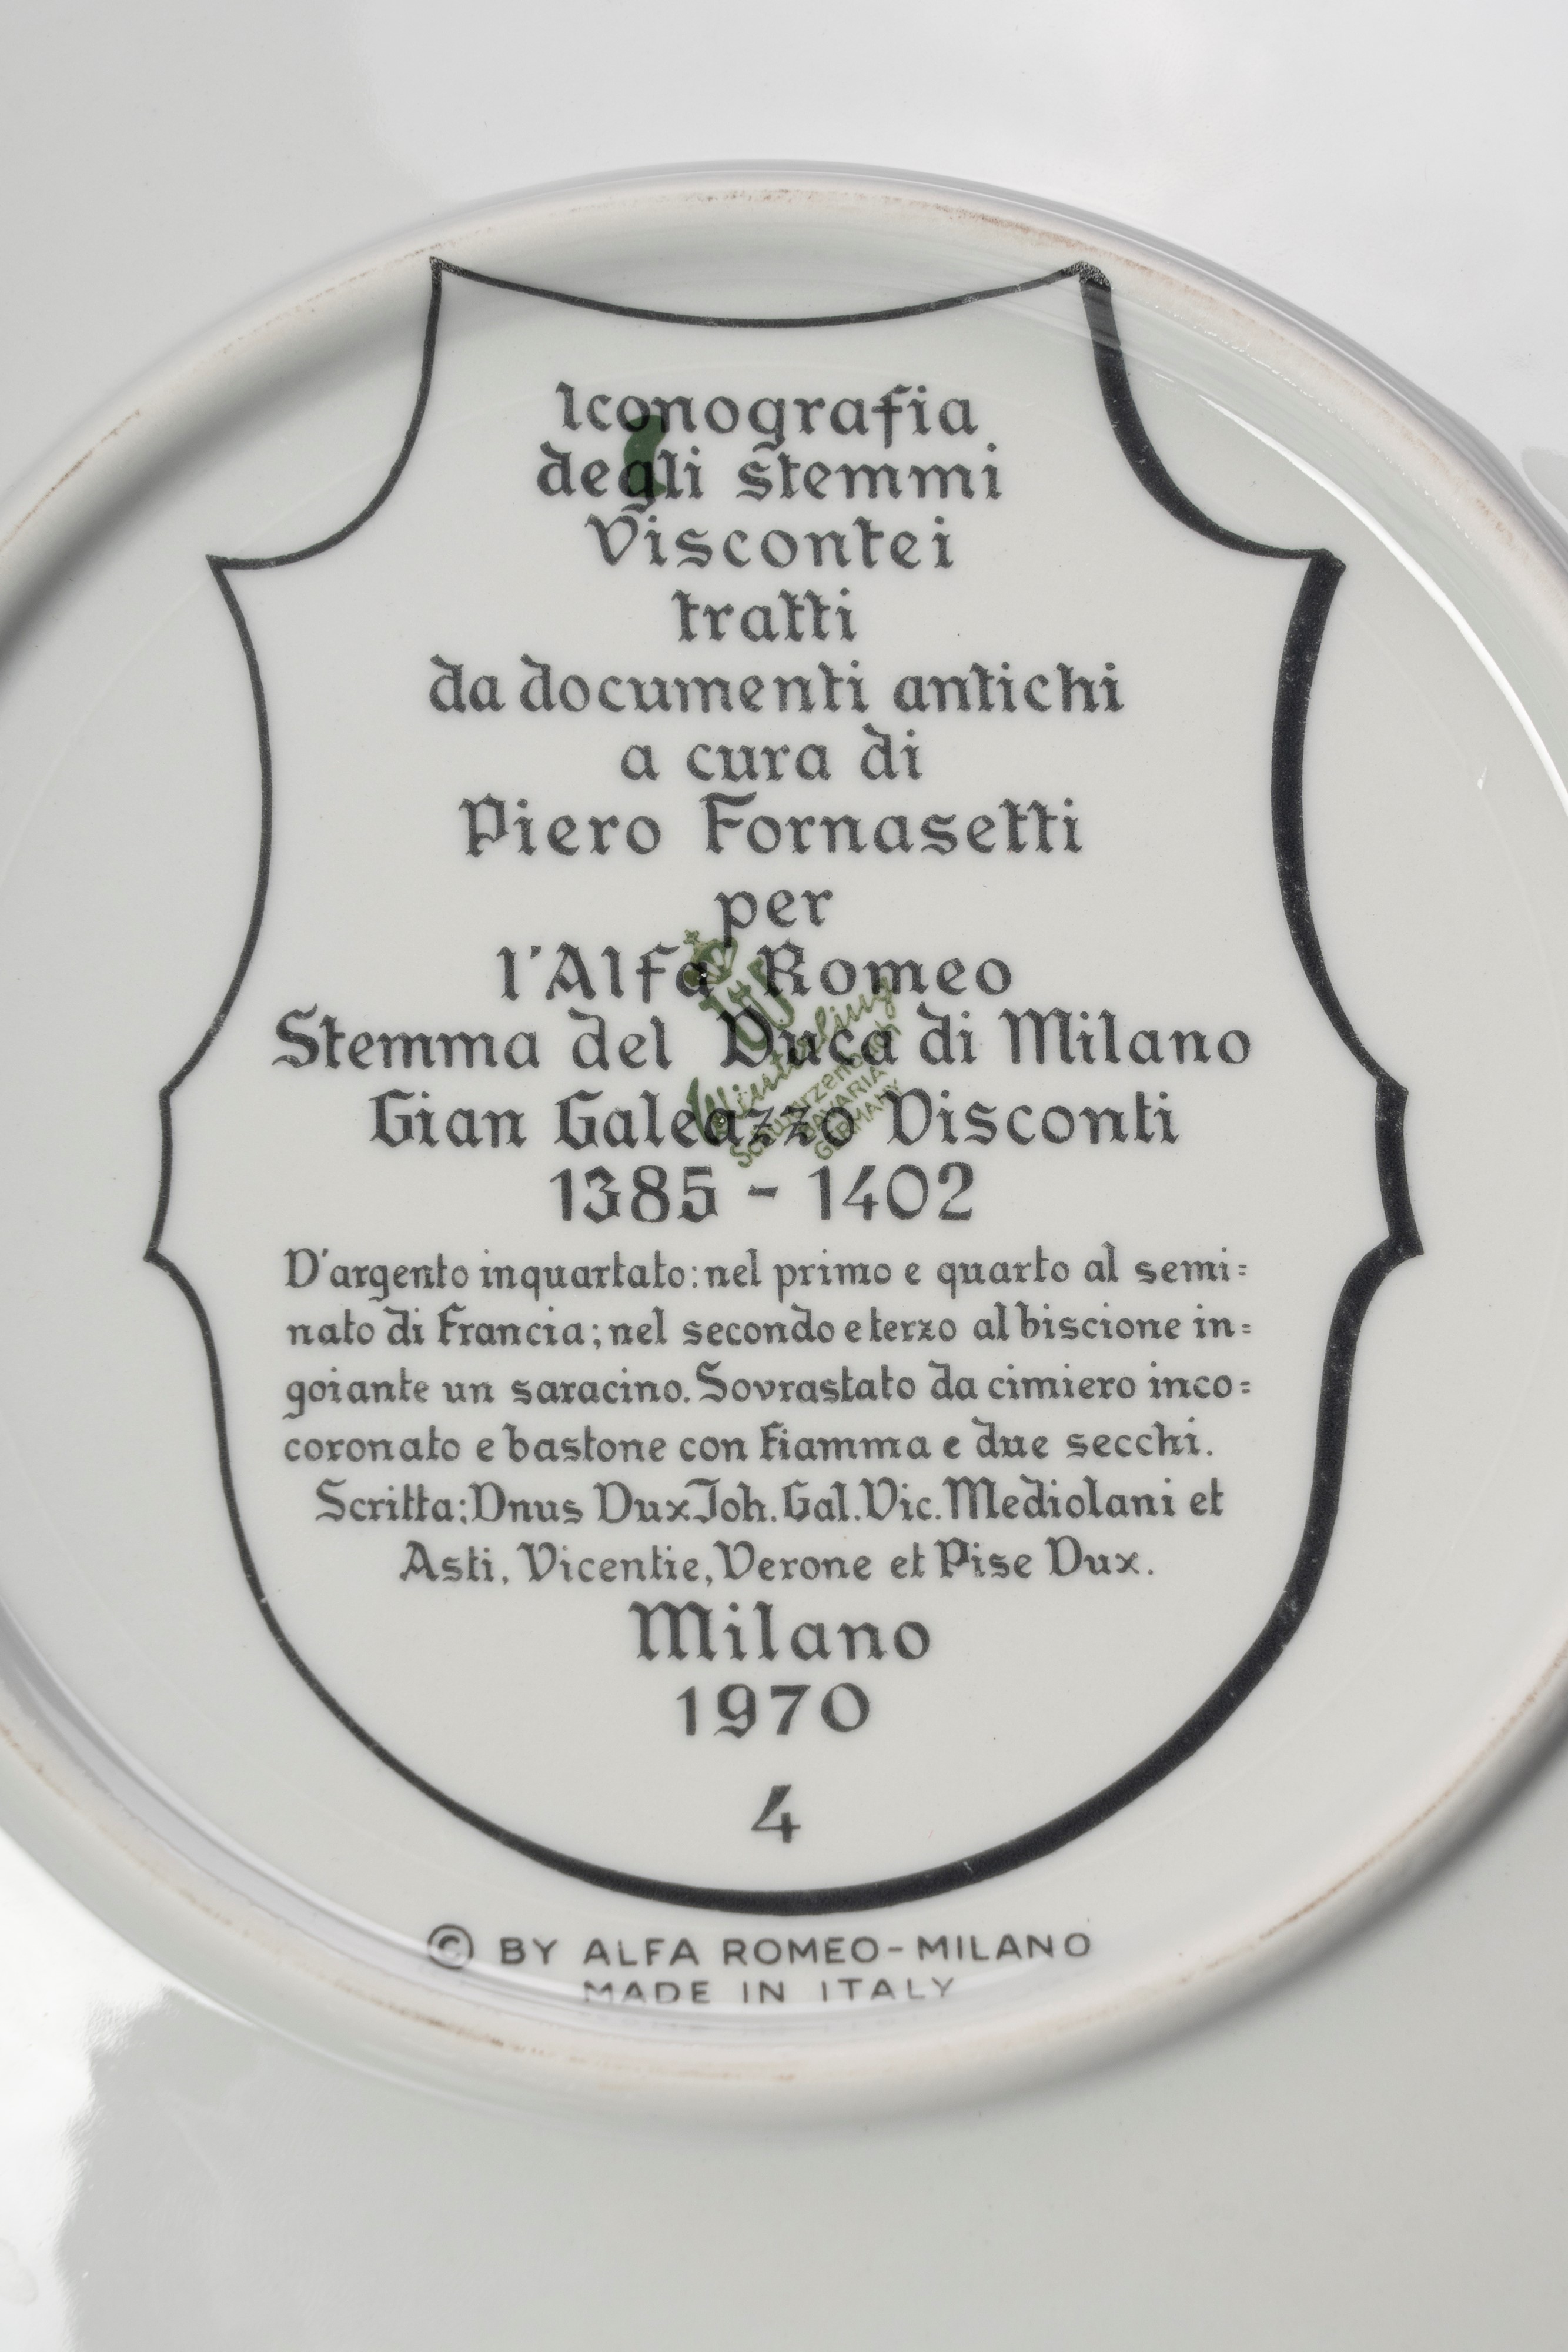 Iconografia
degli stemmi
Viscontei
tratti
da documenti antichi
a cura di
Piero Fornasetti
per
l'Alfa Romeo
Stemma del Duca di Milano
Gian Galeazzo Visconti
1385 - 1402
D'argento inquartato: nel primo e quarto al semi=
nato di Francia; nel secondo e terzo al biscione in=
goiante un saracino. Sovrastato da cimiero inco=
coronato e bastone con fiamma e due secchi.
Scritta: Dnus Dux Joh. Gal. Vic. Mediolani et
Asti, Vicentie, Verone et Pise Dux.
Milano
1970
4
© BY ALFA ROMEO - MILANO
MADE IN ITALY
Winterling
Schwarzenbach
BAVARIA
GERMANY